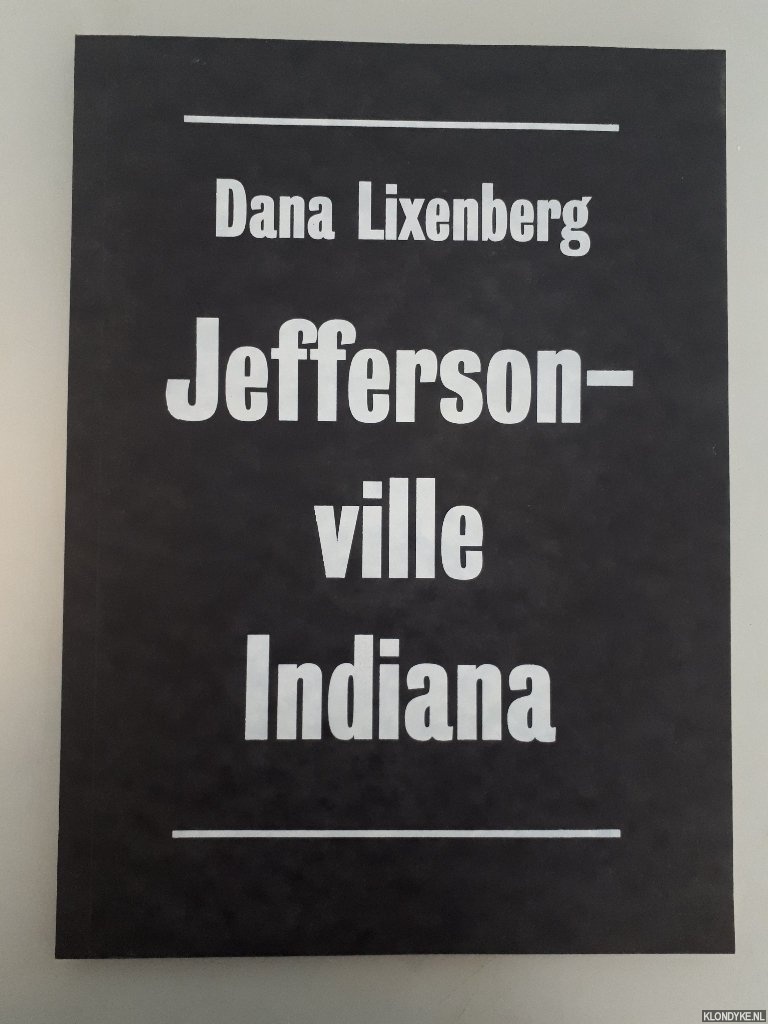 Dana Lixenberg
Jefferson-
ville
Indiana
KLONDYKE.NL